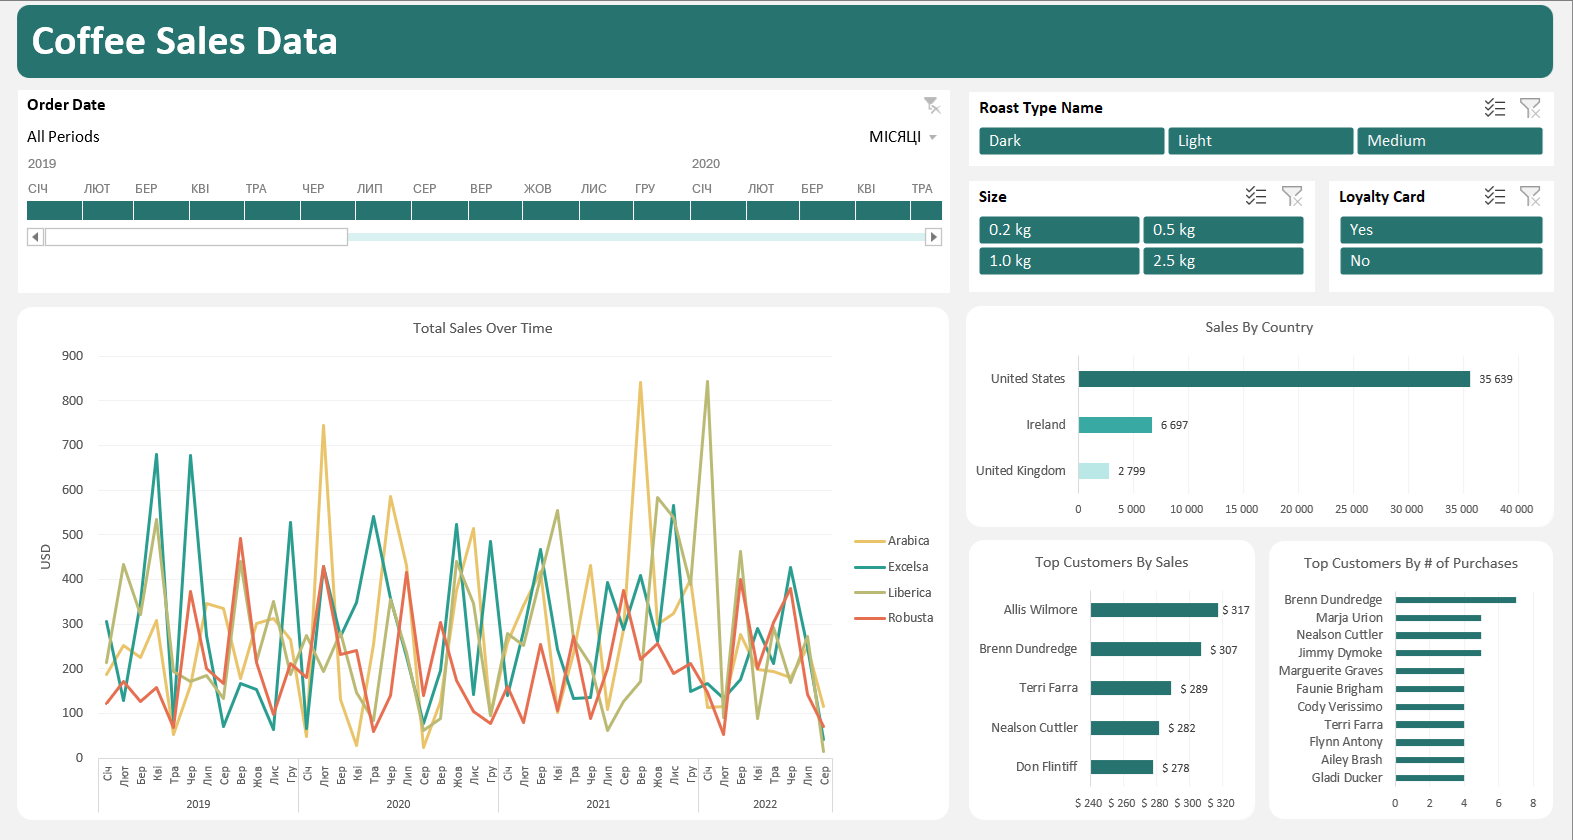 Coffee Sales Data
Order Date
All Periods
МІСЯЦІ
2019 2020
СІЧ ЛЮТ БЕР КВІ ТРА ЧЕР ЛИП СЕР ВЕР ЖОВ ЛИС ГРУ СІЧ ЛЮТ БЕР КВІ ТРА
Roast Type Name
Dark Light Medium
Size
0.2 kg 0.5 kg
1.0 kg 2.5 kg
Loyalty Card
Yes
No
Total Sales Over Time
900
800
700
600
500
400
300
200
100
0
USD
Січ Лют Бер Кві Тра Чер Лип Сер Вер Жов Лис Гру Січ Лют Бер Кві Тра Чер Лип Сер Вер Жов Лис Гру Січ Лют Бер Кві Тра Чер Лип Сер Вер Жов Лис Гру Січ Лют Бер Кві Тра Чер Лип Сер
2019 2020 2021 2022
Arabica
Excelsa
Liberica
Robusta
Sales By Country
United States 35 639
Ireland 6 697
United Kingdom 2 799
0 5 000 10 000 15 000 20 000 25 000 30 000 35 000 40 000
Top Customers By Sales
Allis Wilmore $ 317
Brenn Dundredge $ 307
Terri Farra $ 289
Nealson Cuttler $ 282
Don Flintiff $ 278
$ 240 $ 260 $ 280 $ 300 $ 320
Top Customers By # of Purchases
Brenn Dundredge
Marja Urion
Nealson Cuttler
Jimmy Dymoke
Marguerite Graves
Faunie Brigham
Cody Verissimo
Terri Farra
Flynn Antony
Ailey Brash
Gladi Ducker
0 2 4 6 8